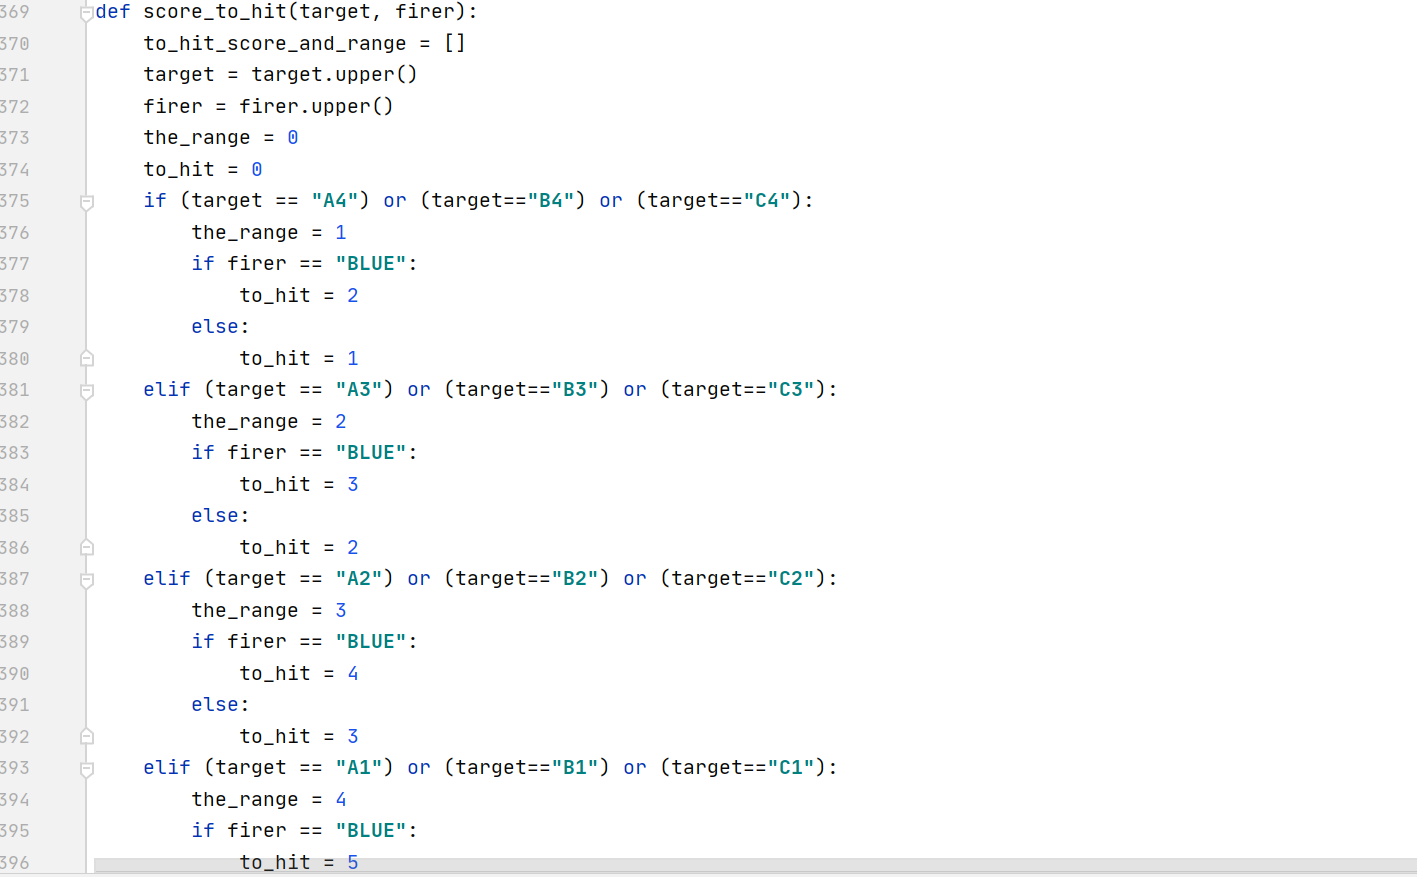 369 def score_to_hit(target, firer):
370     to_hit_score_and_range = []
371     target = target.upper()
372     firer = firer.upper()
373     the_range = 0
374     to_hit = 0
375     if (target == "A4") or (target=="B4") or (target=="C4"):
376         the_range = 1
377         if firer == "BLUE":
378             to_hit = 2
379         else:
380             to_hit = 1
381     elif (target == "A3") or (target=="B3") or (target=="C3"):
382         the_range = 2
383         if firer == "BLUE":
384             to_hit = 3
385         else:
386             to_hit = 2
387     elif (target == "A2") or (target=="B2") or (target=="C2"):
388         the_range = 3
389         if firer == "BLUE":
390             to_hit = 4
391         else:
392             to_hit = 3
393     elif (target == "A1") or (target=="B1") or (target=="C1"):
394         the_range = 4
395         if firer == "BLUE":
396             to_hit = 5